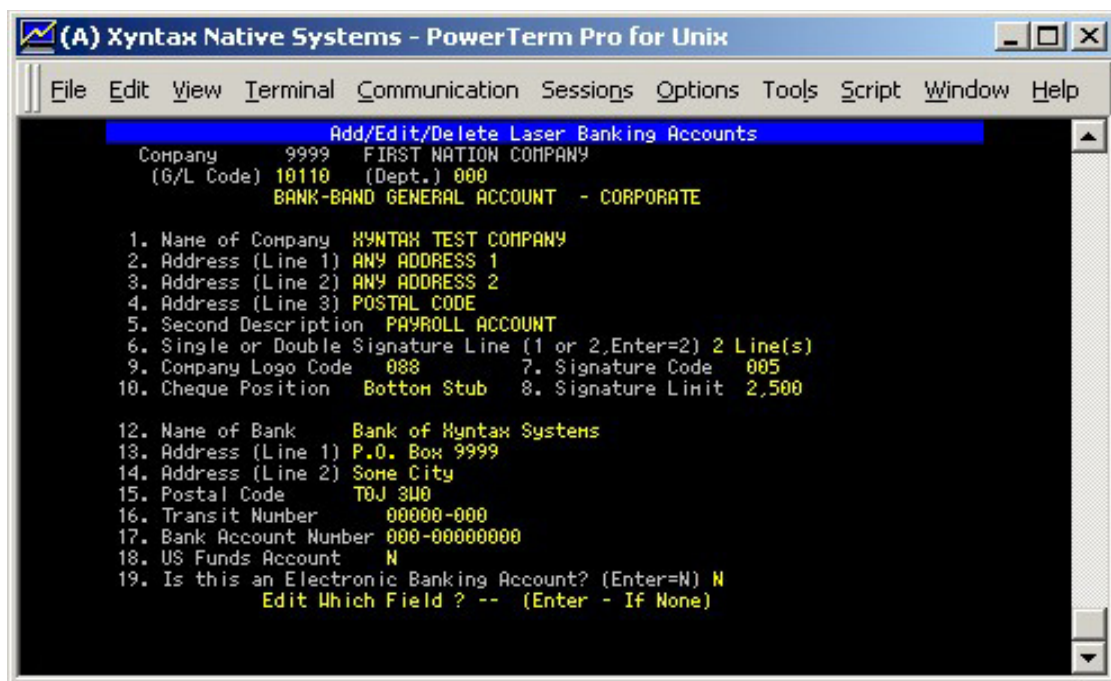 (A) Xyntax Native Systems - PowerTerm Pro for Unix
File Edit View Terminal Communication Sessions Options Tools Script Window Help
Add/Edit/Delete Laser Banking Accounts
Company 9999 FIRST NATION COMPANY
(G/L Code) 10110 (Dept.) 000
BANK-BAND GENERAL ACCOUNT - CORPORATE
1. Name of Company XYNTAX TEST COMPANY
2. Address (Line 1) ANY ADDRESS 1
3. Address (Line 2) ANY ADDRESS 2
4. Address (Line 3) POSTAL CODE
5. Second Description PAYROLL ACCOUNT
6. Single or Double Signature Line (1 or 2,Enter=2) 2 Line(s)
9. Company Logo Code 088 7. Signature Code 005
10. Cheque Position Bottom Stub 8. Signature Limit 2,500
12. Name of Bank Bank of Xyntax Systems
13. Address (Line 1) P.O. Box 9999
14. Address (Line 2) Some City
15. Postal Code T0J 3W0
16. Transit Number 00000-000
17. Bank Account Number 000-00000000
18. US Funds Account N
19. Is this an Electronic Banking Account? (Enter=N) N
Edit Which Field ? -- (Enter - If None)